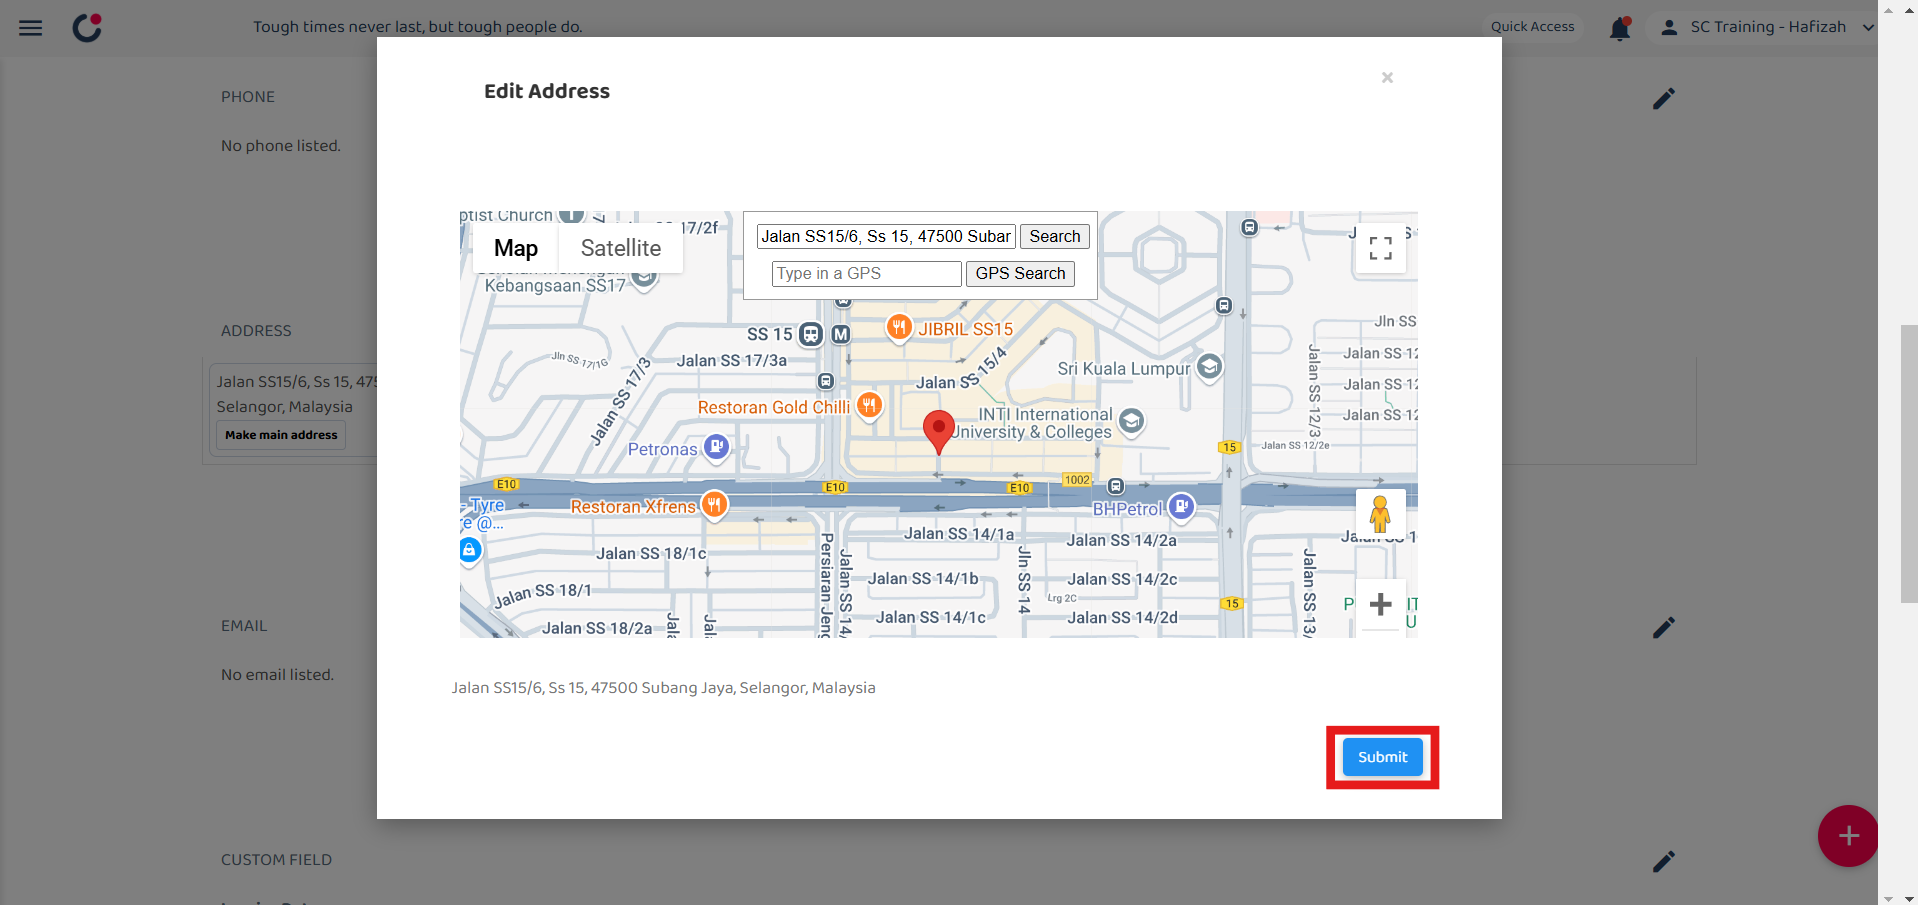 Tough times never last, but tough people do.
Quick Access
SC Training - Hafizah
Edit Address
×
PHONE
No phone listed.
ADDRESS
Jalan SS15/6, Ss 15, 475
Selangor, Malaysia
Make main address
EMAIL
No email listed.
CUSTOM FIELD
Map
Satellite
Jalan SS15/6, Ss 15, 47500 Subar
Search
Type in a GPS
GPS Search
ptist Church
17/2f
Kebangsaan SS17
SS 15
M
JIBRIL SS15
Jln SS 17/1G
Jalan SS 17/3a
Jalan SS 17/3
Jalan SS 15/4
Sri Kuala Lumpur
Jln SS
Jalan SS 12
Jalan SS 12
Jalan SS 12
Jalan SS 12/3
Jalan SS 12/2e
Restoran Gold Chilli
INTI International
University & Colleges
Petronas
15
E10
E10
E10
1002
Tyre
e @...
Restoran Xfrens
BHPetrol
Jalan SS 14/1a
Jalan SS 14/2a
Jalan SS 18/1c
Persiaran Jeng
Jalan SS 14
Jalan SS 14/1b
Jln SS 14
Jalan SS 14/2c
Jalan SS 18/1
Lrg 2C
15
Jalan SS 14/1c
Jalan SS 14/2d
Jalan SS 13/
Jalan SS 18/2a
Jala
Jal
Jalan SS15/6, Ss 15, 47500 Subang Jaya, Selangor, Malaysia
Submit